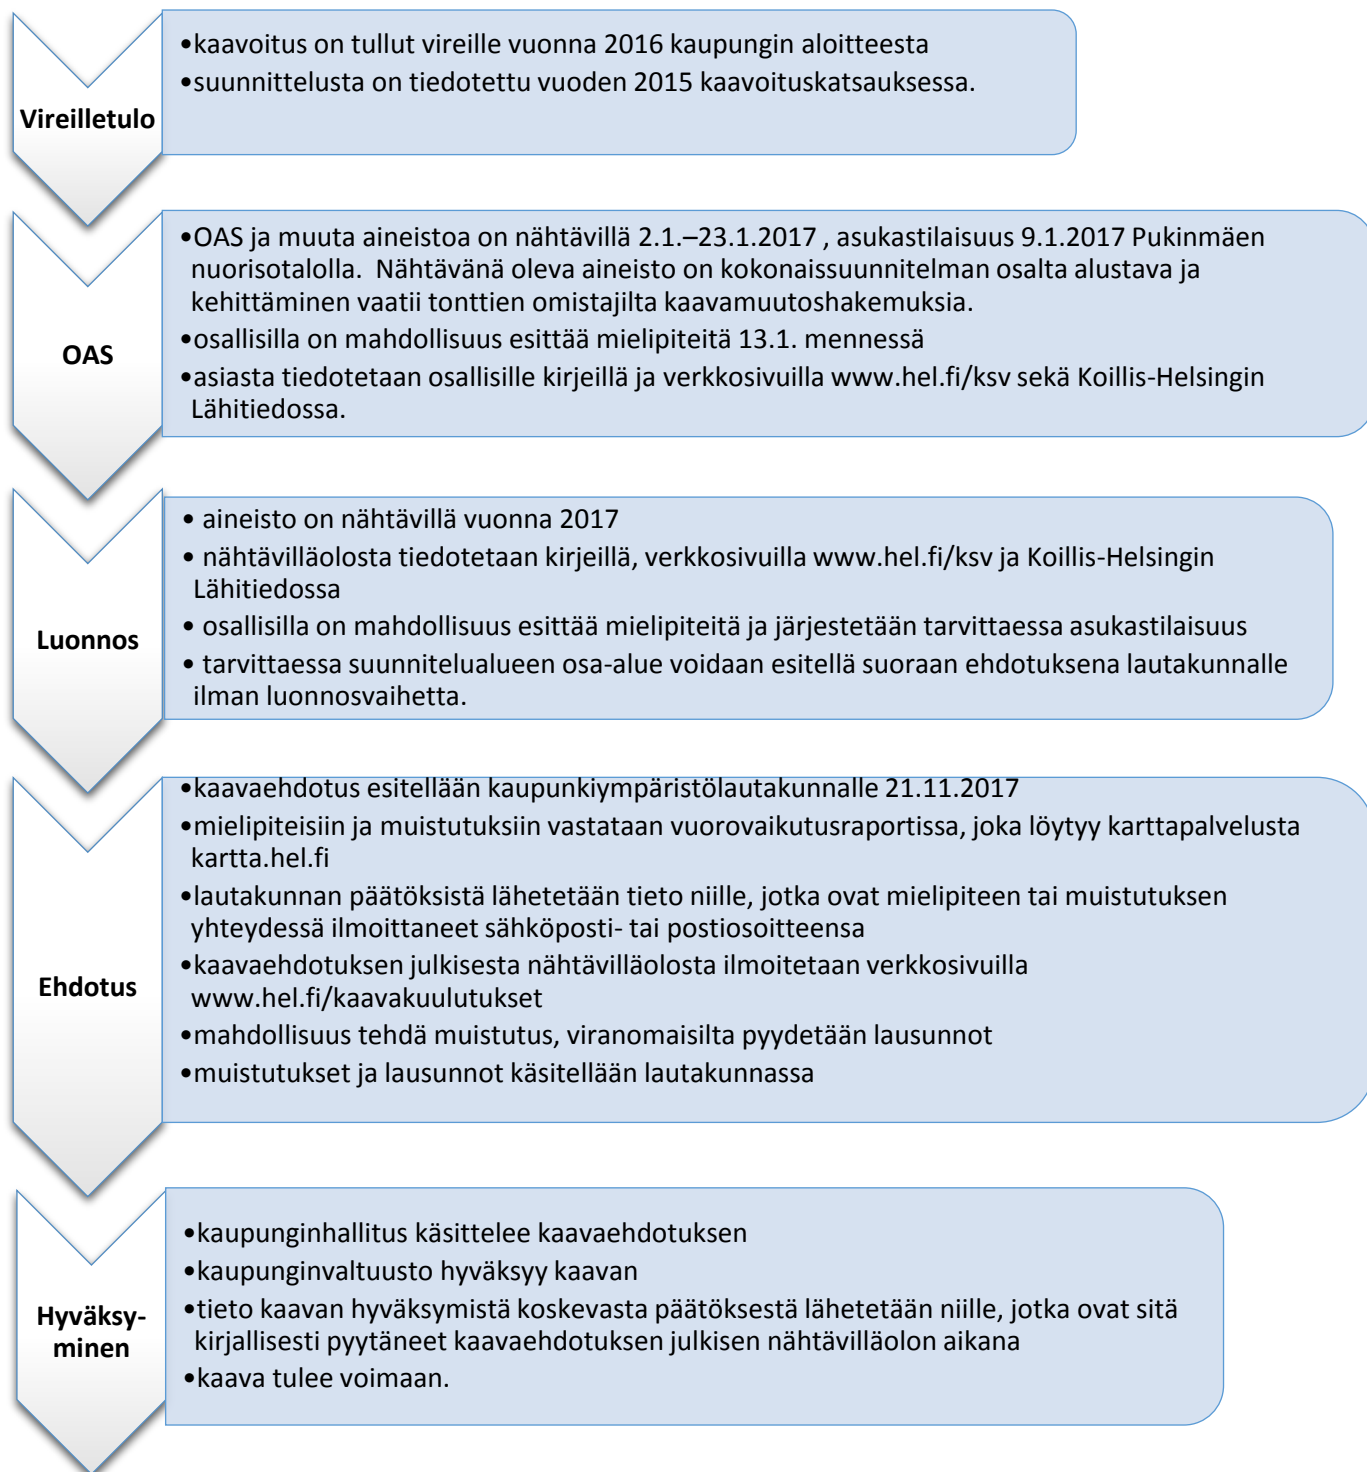 •kaavoitus on tullut vireille vuonna 2016 kaupungin aloitteesta
•suunnittelusta on tiedotettu vuoden 2015 kaavoituskatsauksessa.
Vireilletulo
•OAS ja muuta aineistoa on nähtävillä 2.1.–23.1.2017 , asukastilaisuus 9.1.2017 Pukinmäen
nuorisotalolla. Nähtävänä oleva aineisto on kokonaissuunnitelman osalta alustava ja
kehittäminen vaatii tonttien omistajilta kaavamuutoshakemuksia.
•osallisilla on mahdollisuus esittää mielipiteitä 13.1. mennessä
•asiasta tiedotetaan osallisille kirjeillä ja verkkosivuilla www.hel.fi/ksv sekä Koillis-Helsingin
Lähitiedossa.
OAS
• aineisto on nähtävillä vuonna 2017
• nähtävilläolosta tiedotetaan kirjeillä, verkkosivuilla www.hel.fi/ksv ja Koillis-Helsingin
Lähitiedossa
• osallisilla on mahdollisuus esittää mielipiteitä ja järjestetään tarvittaessa asukastilaisuus
• tarvittaessa suunnitelualueen osa-alue voidaan esitellä suoraan ehdotuksena lautakunnalle
ilman luonnosvaihetta.
Luonnos
•kaavaehdotus esitellään kaupunkiympäristölautakunnalle 21.11.2017
•mielipiteisiin ja muistutuksiin vastataan vuorovaikutusraportissa, joka löytyy karttapalvelusta
kartta.hel.fi
•lautakunnan päätöksistä lähetetään tieto niille, jotka ovat mielipiteen tai muistutuksen
yhteydessä ilmoittaneet sähköposti- tai postiosoitteensa
•kaavaehdotuksen julkisesta nähtävilläolosta ilmoitetaan verkkosivuilla
www.hel.fi/kaavakuulutukset
•mahdollisuus tehdä muistutus, viranomaisilta pyydetään lausunnot
•muistutukset ja lausunnot käsitellään lautakunnassa
Ehdotus
•kaupunginhallitus käsittelee kaavaehdotuksen
•kaupunginvaltuusto hyväksyy kaavan
•tieto kaavan hyväksymistä koskevasta päätöksestä lähetetään niille, jotka ovat sitä
kirjallisesti pyytäneet kaavaehdotuksen julkisen nähtävilläolon aikana
•kaava tulee voimaan.
Hyväksy-
minen